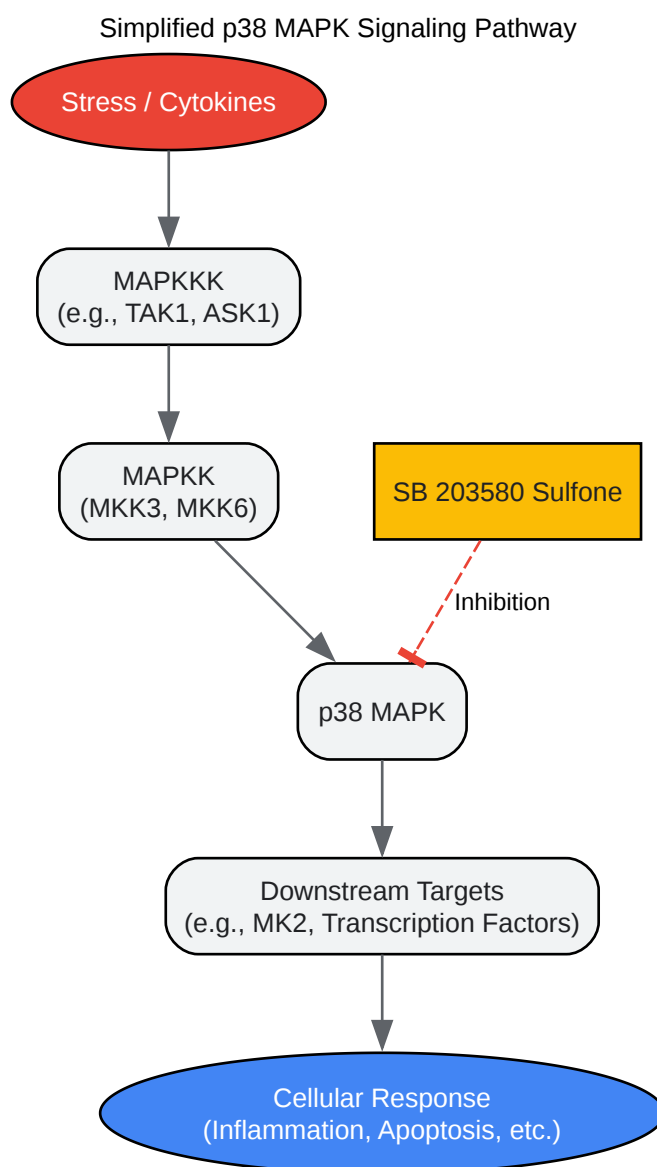 Simplified p38 MAPK Signaling Pathway
Stress / Cytokines
MAPKKK
(e.g., TAK1, ASK1)
MAPKK
(MKK3, MKK6)
SB 203580 Sulfone
Inhibition
p38 MAPK
Downstream Targets
(e.g., MK2, Transcription Factors)
Cellular Response
(Inflammation, Apoptosis, etc.)